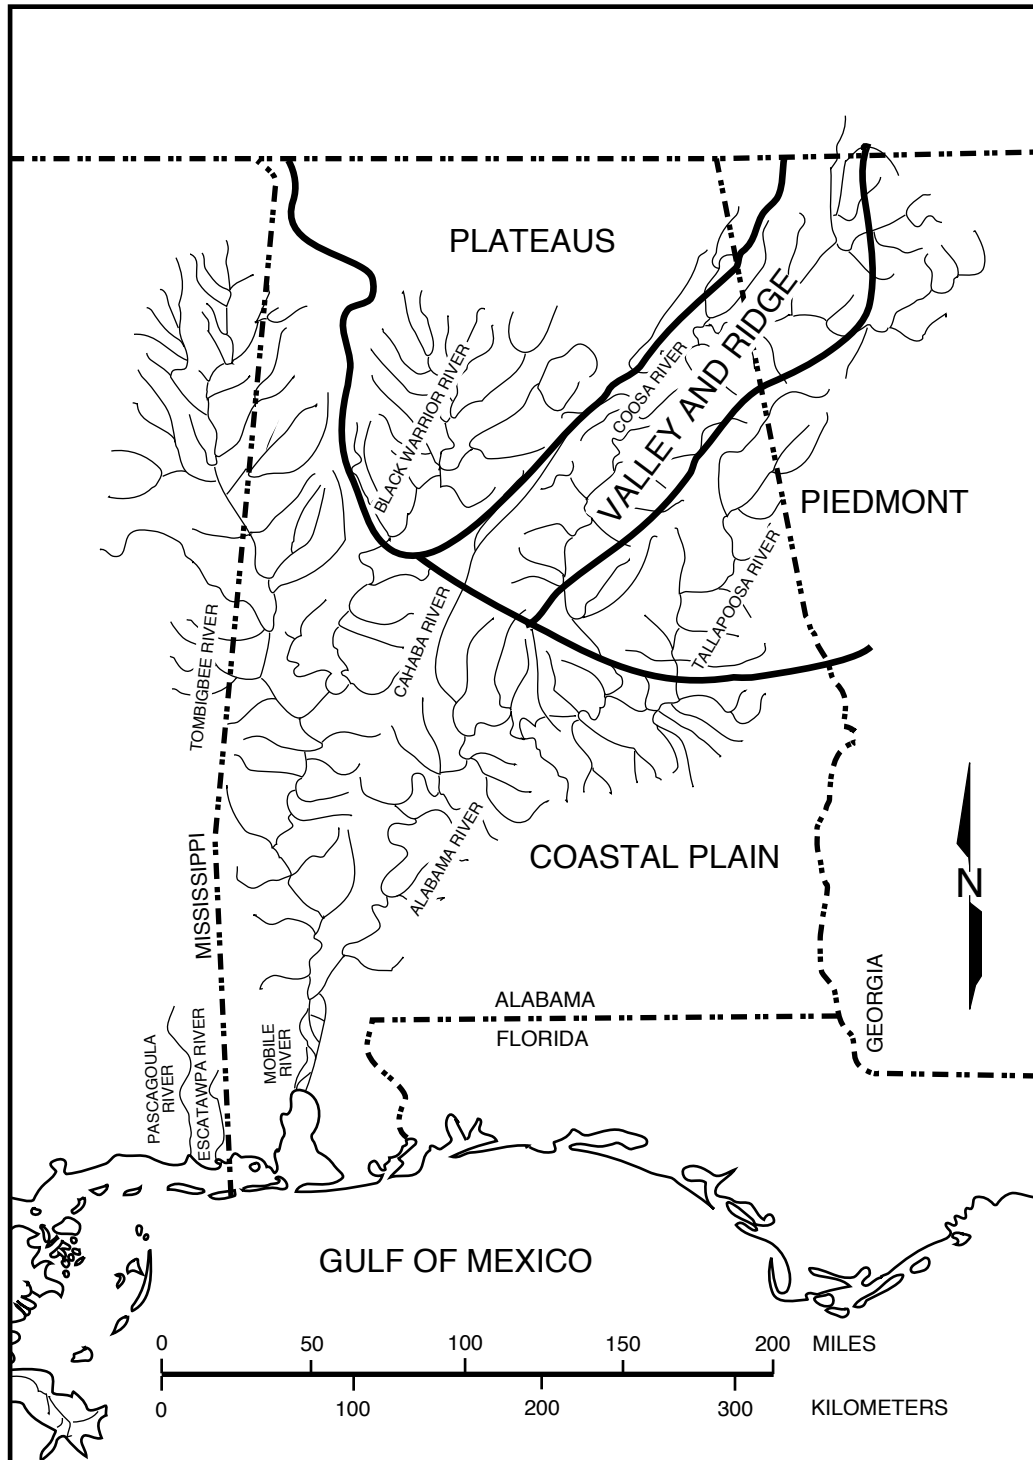 PLATEAUS
BLACK WARRIOR RIVER
COOSA RIVER
VALLEY AND RIDGE
PIEDMONT
TALLAPOOSA RIVER
CAHABA RIVER
TOMBIGBEE RIVER
ALABAMA RIVER
COASTAL PLAIN
MISSISSIPPI
N
GEORGIA
ALABAMA
FLORIDA
PASCAGOULA
RIVER
ESCATAWPA RIVER
MOBILE
RIVER
GULF OF MEXICO
0 50 100 150 200 MILES
0 100 200 300 KILOMETERS